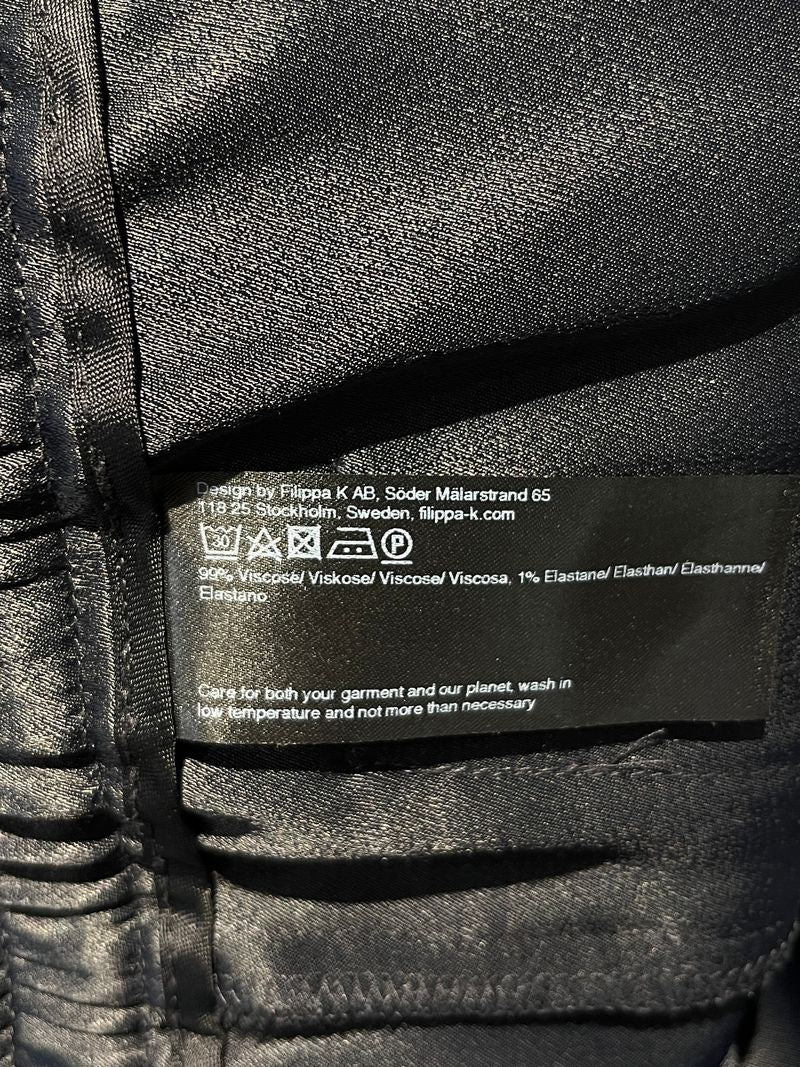 Design by Filippa K AB, Söder Mälarstrand 65
118 25 Stockholm, Sweden, filippa-k.com
30 P
99% Viscose/ Viskose/ Viscose/ Viscosa, 1% Elastane/ Elasthan/ Élasthanne/
Elastano
Care for both your garment and our planet, wash in
low temperature and not more than necessary